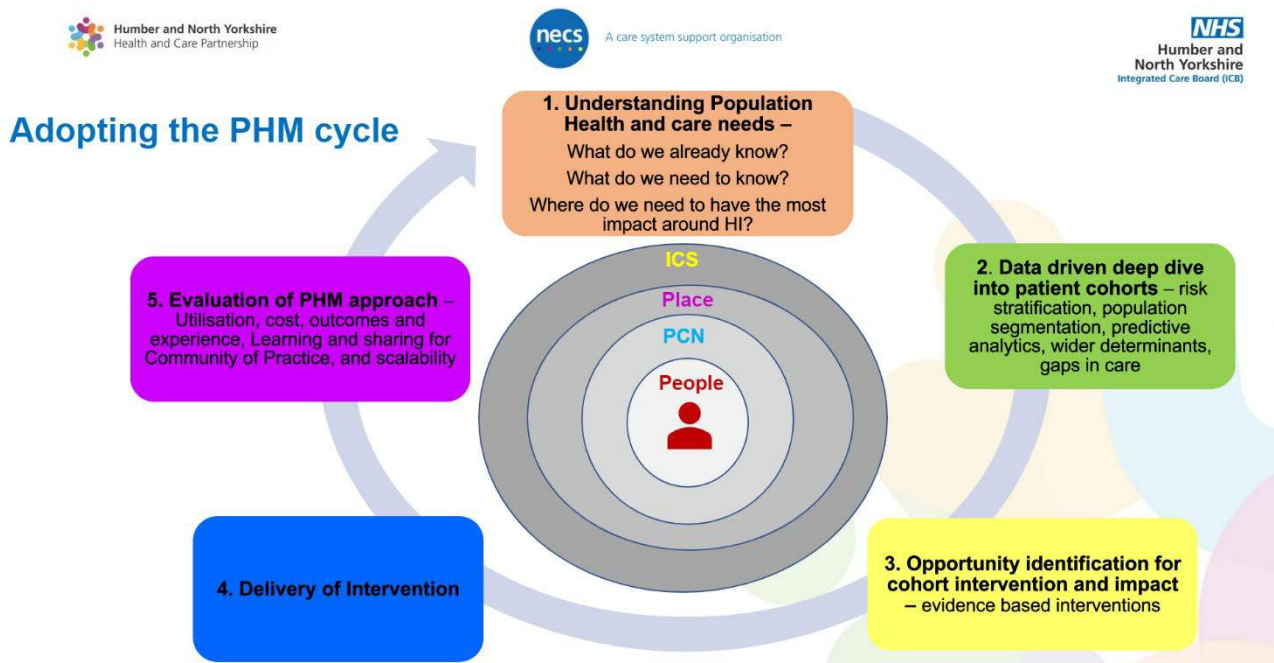 Humber and North Yorkshire
Health and Care Partnership
necs
A care system support organisation
NHS
Humber and
North Yorkshire
Integrated Care Board (ICB)
Adopting the PHM cycle
1. Understanding Population
Health and care needs –
What do we already know?
What do we need to know?
Where do we need to have the most
impact around HI?
2. Data driven deep dive
into patient cohorts – risk
stratification, population
segmentation, predictive
analytics, wider determinants,
gaps in care
3. Opportunity identification for
cohort intervention and impact
– evidence based interventions
4. Delivery of Intervention
5. Evaluation of PHM approach –
Utilisation, cost, outcomes and
experience, Learning and sharing for
Community of Practice, and scalability
ICS
Place
PCN
People